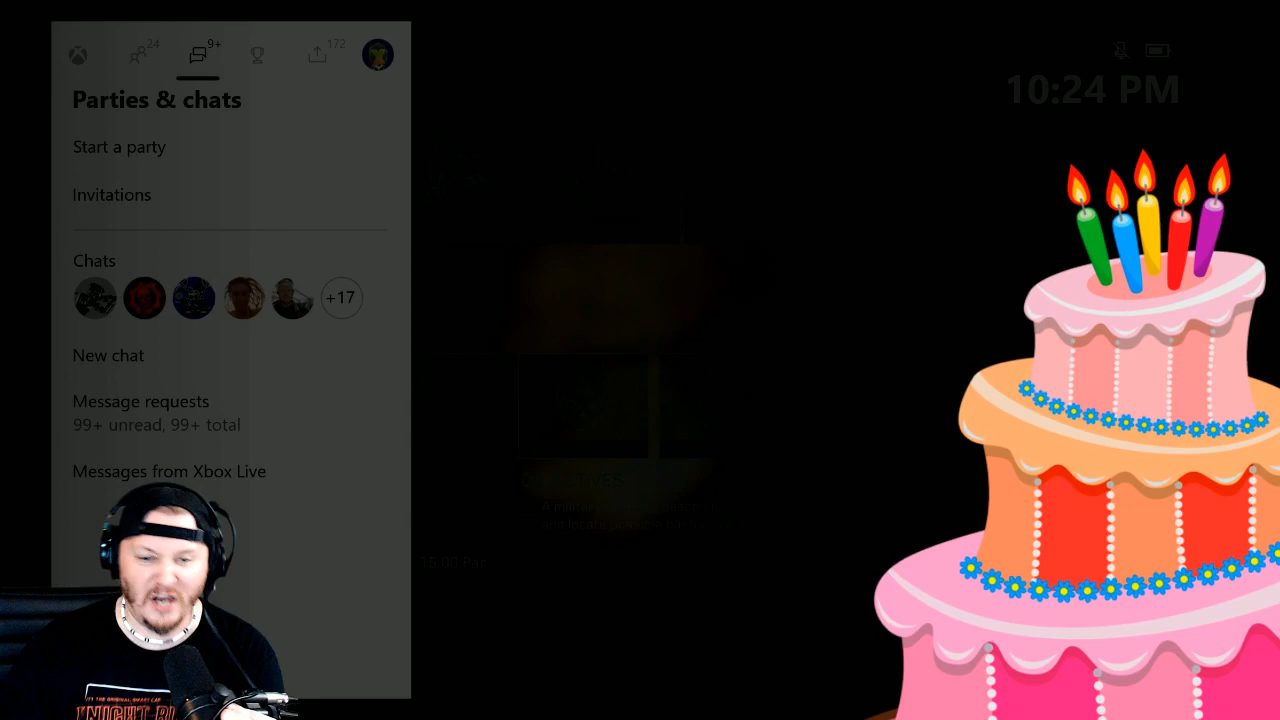 24
9+
172
10:24 PM
Parties & chats
Start a party
Invitations
Chats
+17
New chat
Message requests
99+ unread, 99+ total
Messages from Xbox Live